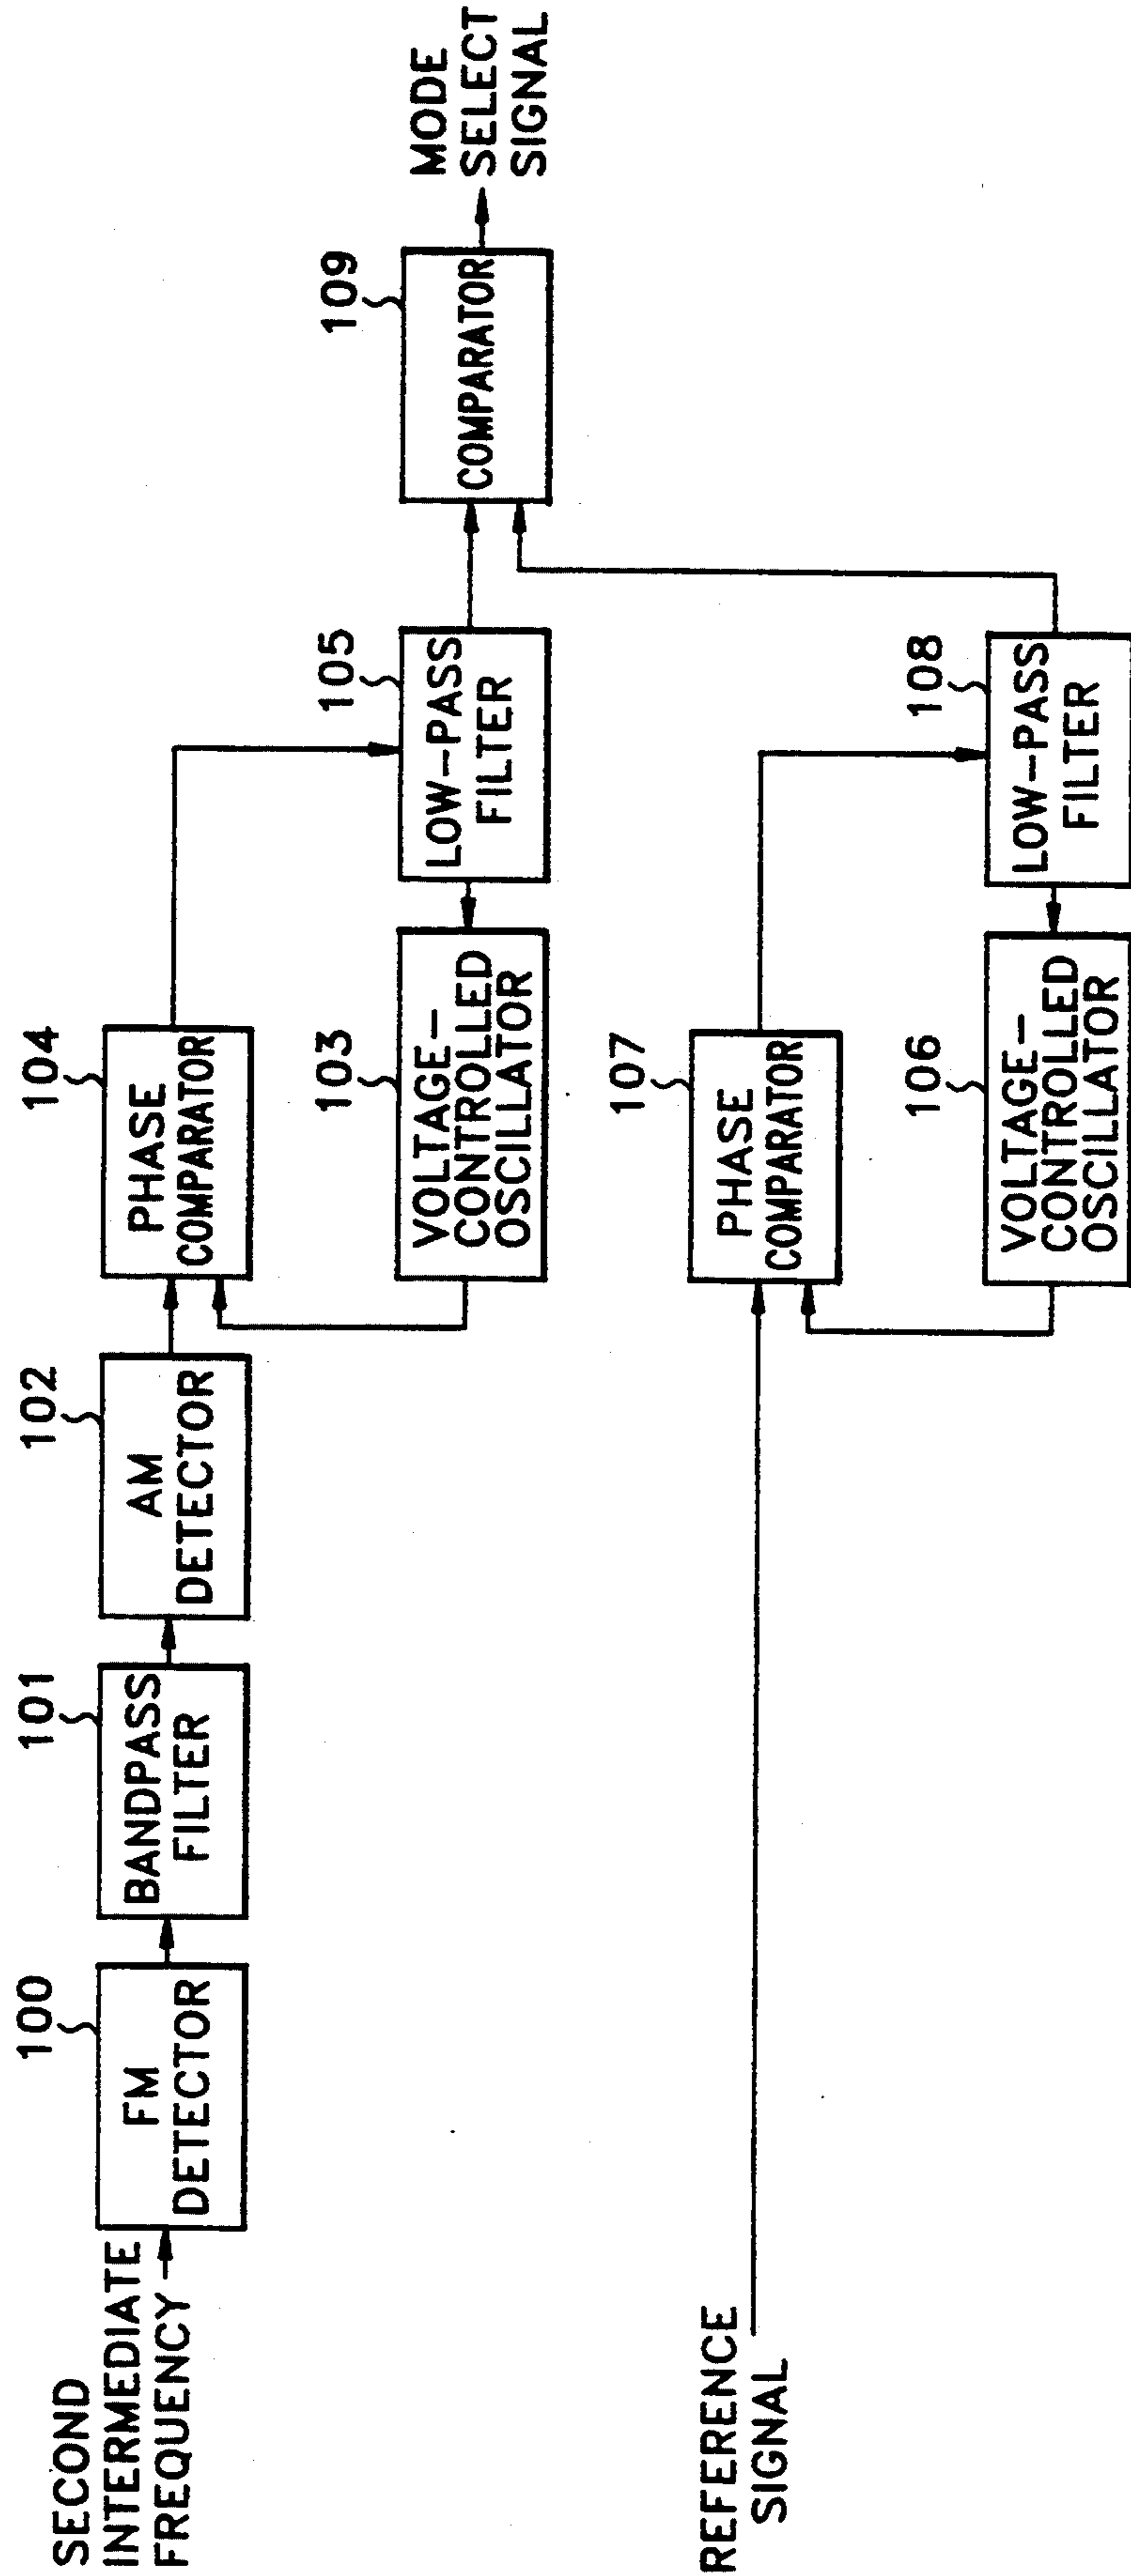 SECOND
INTERMEDIATE
FREQUENCY
100
FM
DETECTOR
101
BANDPASS
FILTER
102
AM
DETECTOR
104
PHASE
COMPARATOR
103
VOLTAGE-
CONTROLLED
OSCILLATOR
105
LOW-PASS
FILTER
109
COMPARATOR
MODE
SELECT
SIGNAL
REFERENCE
SIGNAL
107
PHASE
COMPARATOR
106
VOLTAGE-
CONTROLLED
OSCILLATOR
108
LOW-PASS
FILTER